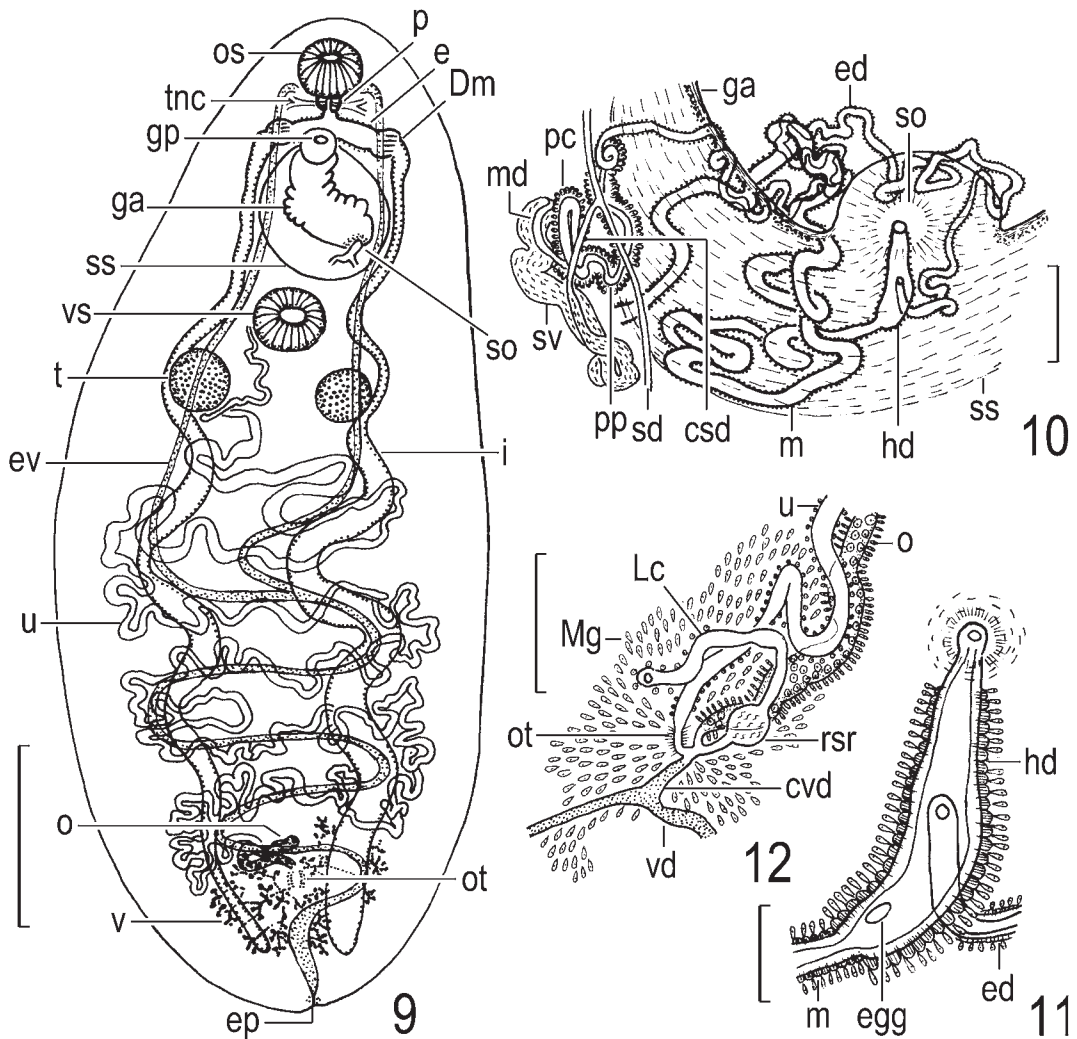 os
p
e
tnc
Dm
gp
ga
ss
vs
so
t
ev
i
u
o
ot
v
ep
9
ga
ed
so
pc
md
csd
sv
pp
sd
m
hd
ss
10
u
o
Lc
Mg
ot
rsr
cvd
vd
12
hd
m
egg
ed
11